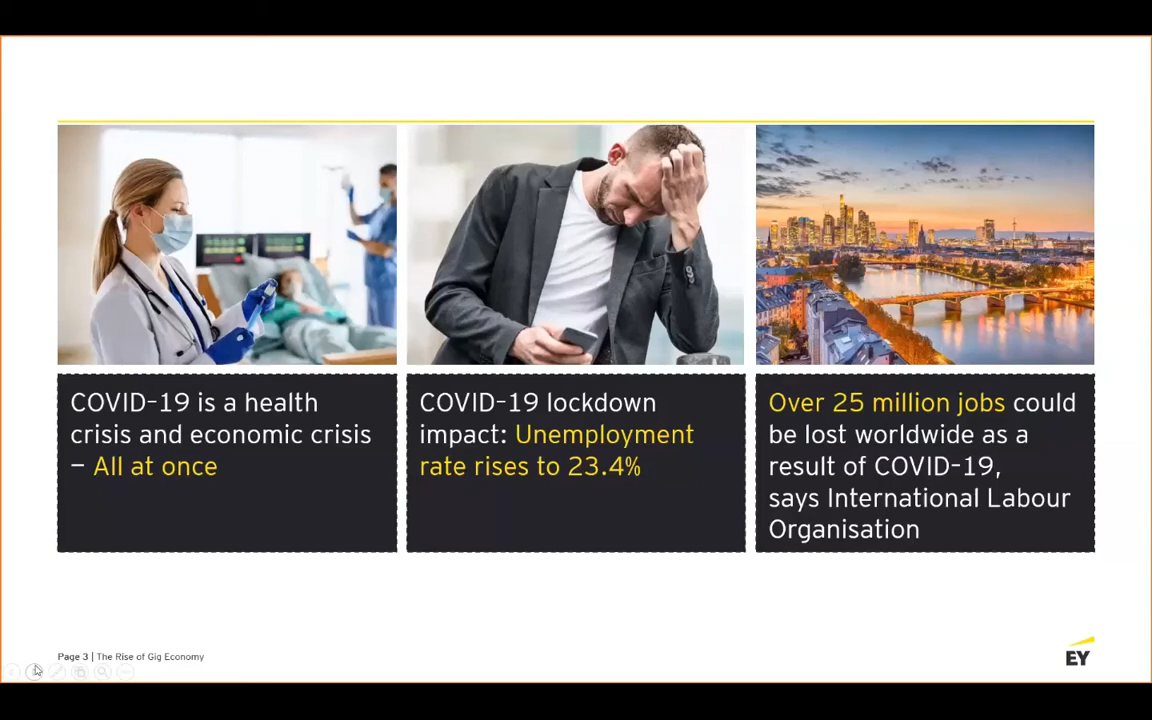 COVID-19 is a health
crisis and economic crisis
– All at once
COVID-19 lockdown
impact: Unemployment
rate rises to 23.4%
Over 25 million jobs could
be lost worldwide as a
result of COVID-19,
says International Labour
Organisation
Page 3 | The Rise of Gig Economy
EY